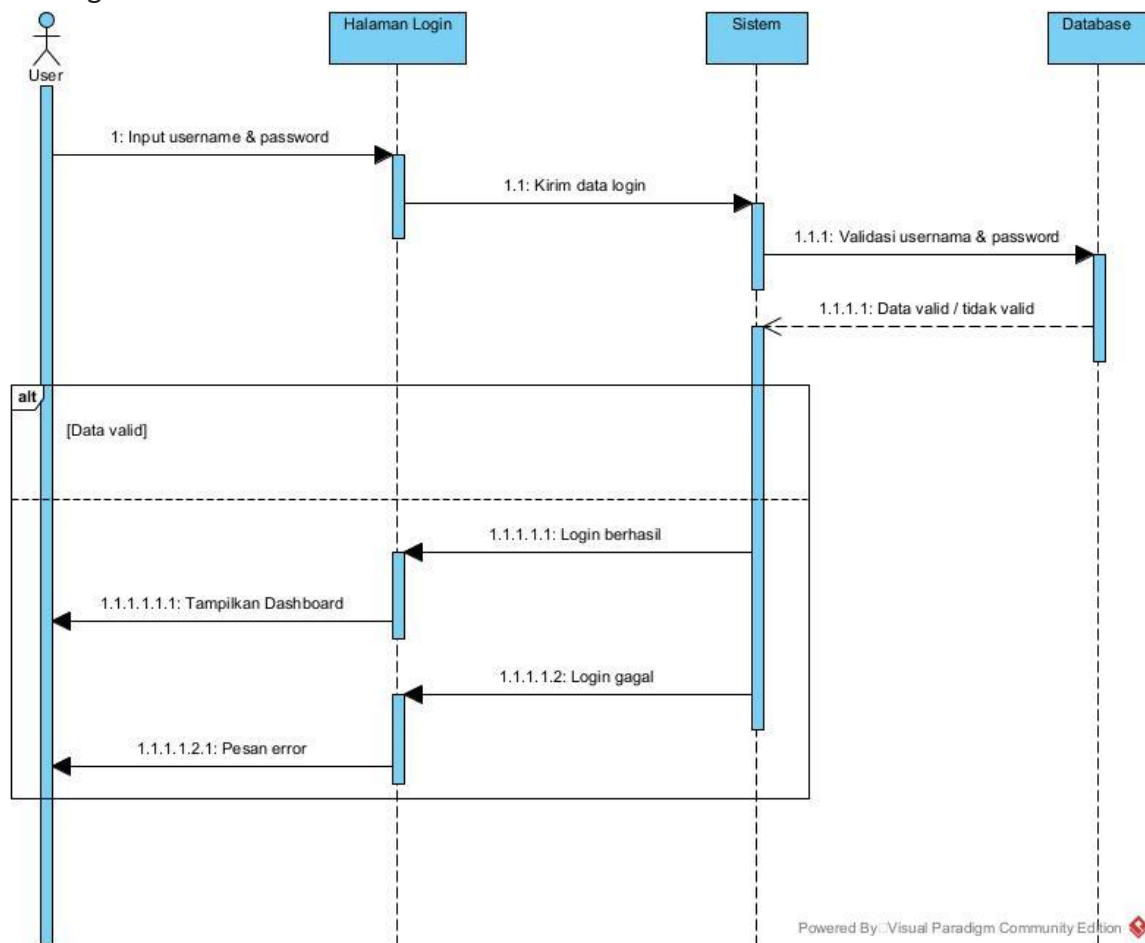 Halaman Login
Sistem
Database
User
1: Input username & password
1.1: Kirim data login
1.1.1: Validasi usernama & password
1.1.1.1: Data valid / tidak valid
alt
[Data valid]
1.1.1.1.1: Login berhasil
1.1.1.1.1.1: Tampilkan Dashboard
1.1.1.1.2: Login gagal
1.1.1.1.2.1: Pesan error
Powered By Visual Paradigm Community Edition